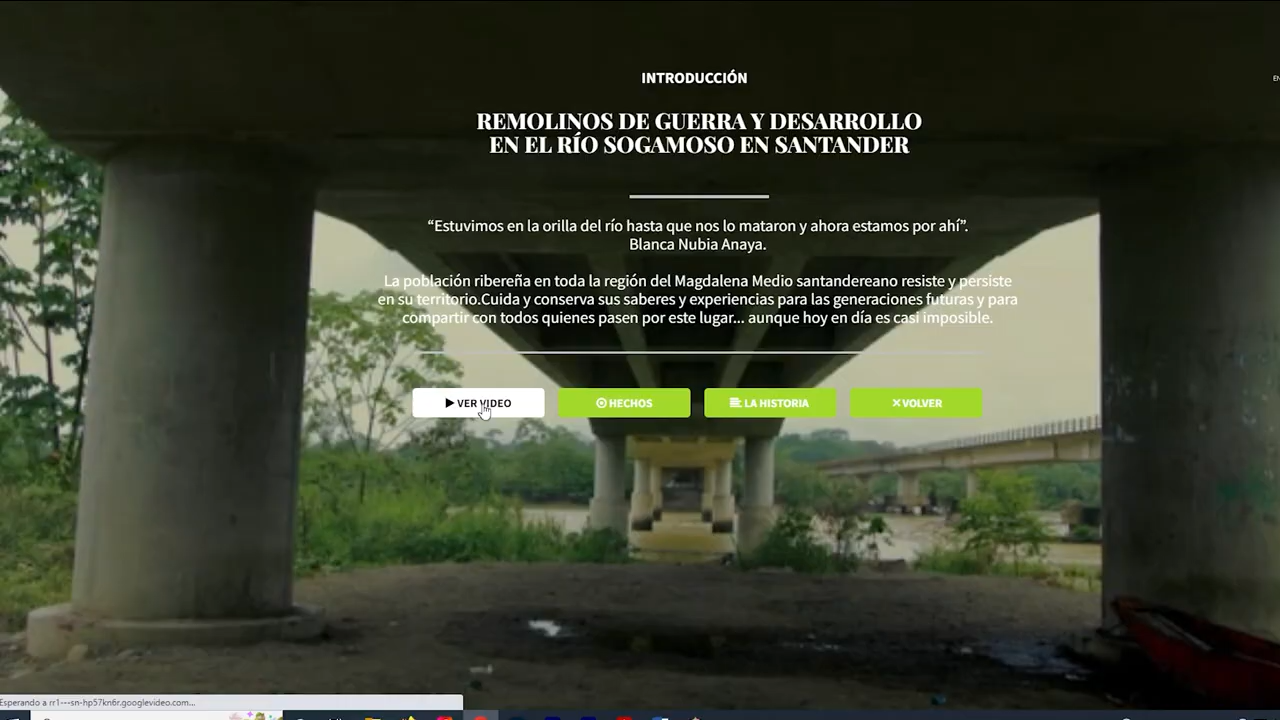 INTRODUCCIÓN
REMOLINOS DE GUERRA Y DESARROLLO
EN EL RÍO SOGAMOSO EN SANTANDER
“Estuvimos en la orilla del río hasta que nos lo mataron y ahora estamos por ahí”.
Blanca Nubia Anaya.
La población ribereña en toda la región del Magdalena Medio santandereano resiste y persiste
en su territorio.Cuida y conserva sus saberes y experiencias para las generaciones futuras y para
compartir con todos quienes pasen por este lugar... aunque hoy en día es casi imposible.
VER VIDEO
HECHOS
LA HISTORIA
VOLVER
Esperando a rr1---sn-hp57kn6r.googlevideo.com...